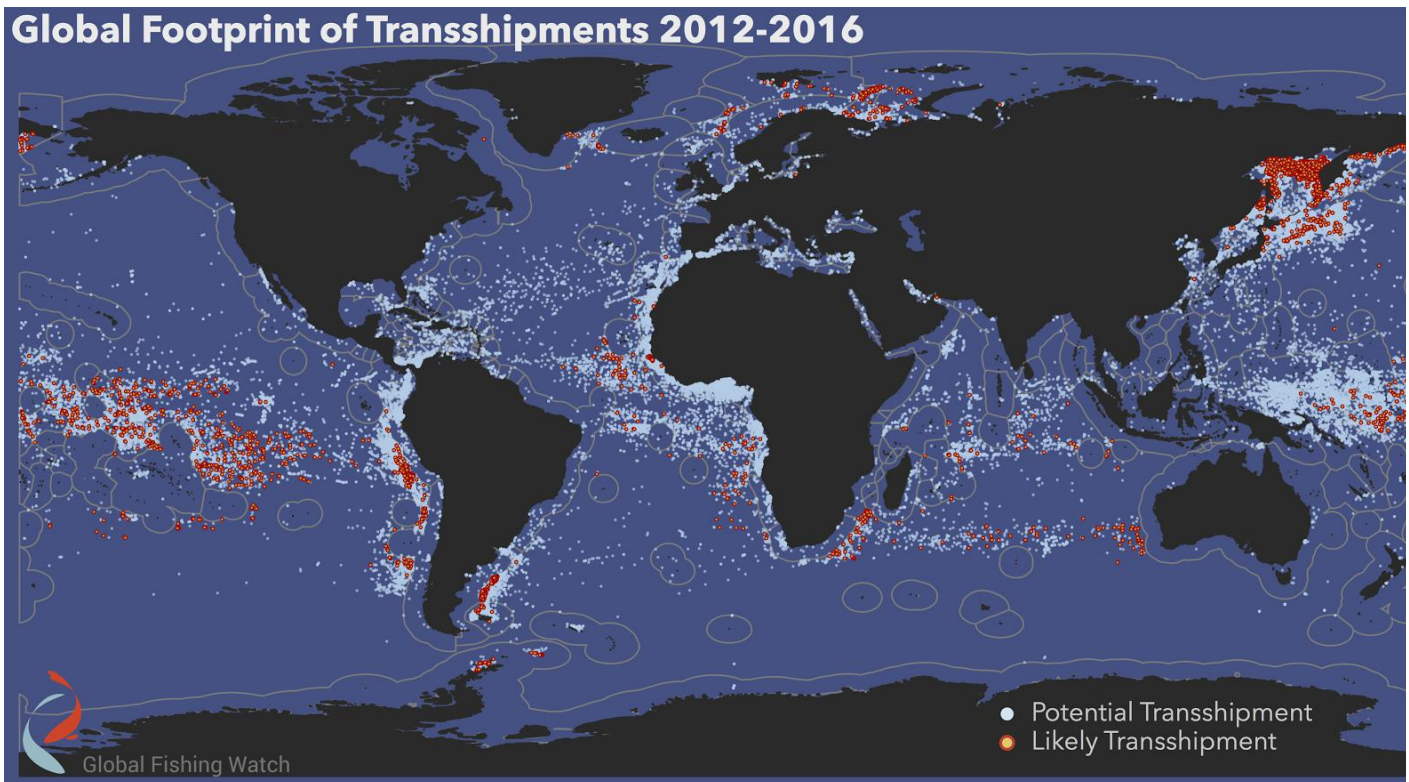 Global Footprint of Transshipments 2012-2016
Potential Transshipment
Likely Transshipment
Global Fishing Watch